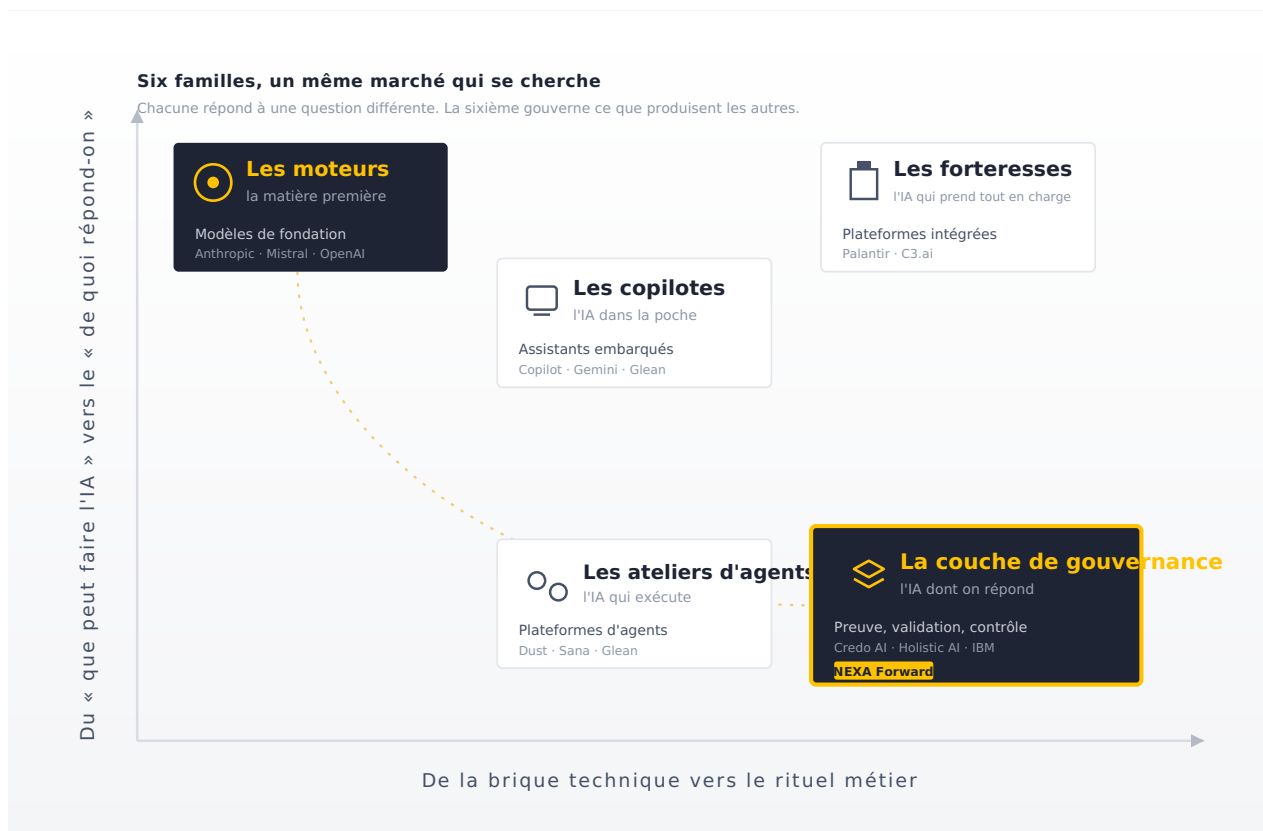 Six familles, un même marché qui se cherche
Chacune répond à une question différente. La sixième gouverne ce que produisent les autres.
Du « que peut faire l'IA » vers le « de quoi répond-on »
Les moteurs
la matière première
Modèles de fondation
Anthropic · Mistral · OpenAI
Les forteresses
l'IA qui prend tout en charge
Plateformes intégrées
Palantir · C3.ai
Les copilotes
l'IA dans la poche
Assistants embarqués
Copilot · Gemini · Glean
Les ateliers d'agents
l'IA qui exécute
Plateformes d'agents
Dust · Sana · Glean
La couche de gouvernance
l'IA dont on répond
Preuve, validation, contrôle
Credo AI · Holistic AI · IBM
NEXA Forward
De la brique technique vers le rituel métier